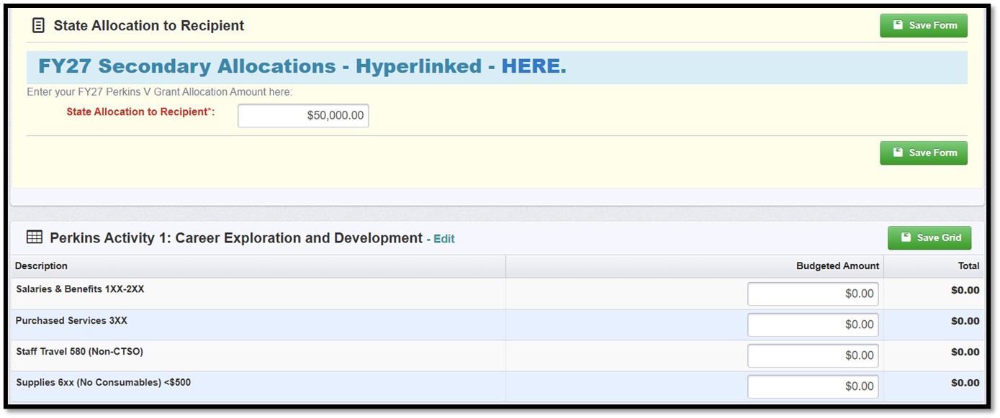 State Allocation to Recipient
Save Form
FY27 Secondary Allocations - Hyperlinked - HERE.
Enter your FY27 Perkins V Grant Allocation Amount here:
State Allocation to Recipient*: $50,000.00
Save Form
Perkins Activity 1: Career Exploration and Development - Edit
Save Grid
Description Budgeted Amount Total
Salaries & Benefits 1XX-2XX $0.00 $0.00
Purchased Services 3XX $0.00 $0.00
Staff Travel 580 (Non-CTSO) $0.00 $0.00
Supplies 6xx (No Consumables) <$500 $0.00 $0.00